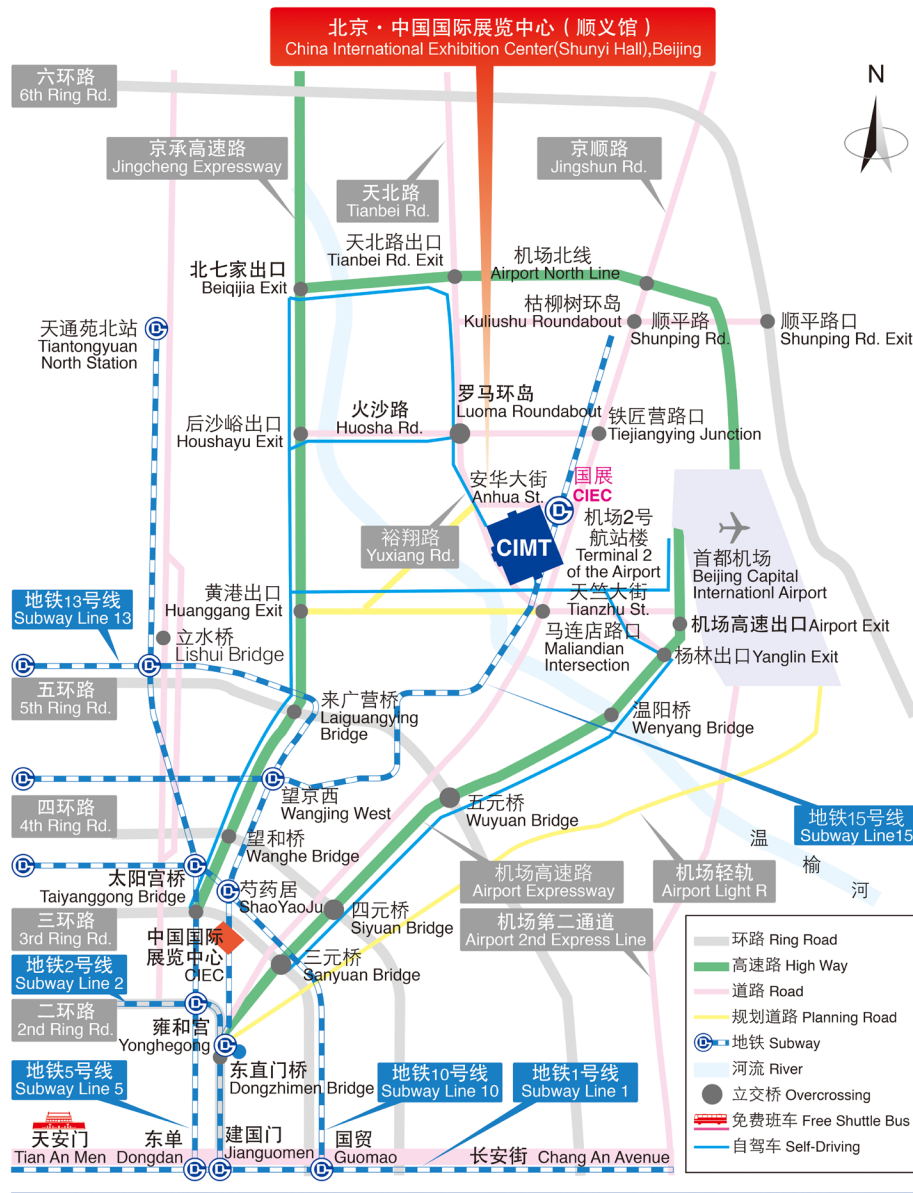 北京·中国国际展览中心（顺义馆）
China International Exhibition Center(Shunyi Hall),Beijing
六环路
6th Ring Rd.
N
京承高速路
Jingcheng Expressway
天北路
Tianbei Rd.
京顺路
Jingshun Rd.
天北路出口
Tianbei Rd. Exit
机场北线
Airport North Line
北七家出口
Beiqijia Exit
枯柳树环岛
Kuliushu Roundabout
顺平路
Shunping Rd.
顺平路口
Shunping Rd. Exit
天通苑北站
Tiantongyuan
North Station
后沙峪出口
Houshayu Exit
火沙路
Huosha Rd.
罗马环岛
Luoma Roundabout
铁匠营路口
Tiejiangying Junction
安华大街
Anhua St.
国展
CIEC
裕翔路
Yuxiang Rd.
CIMT
机场2号
航站楼
Terminal 2
of the Airport
首都机场
Beijing Capital
Internationl Airport
黄港出口
Huanggang Exit
天竺大街
Tianzhu St.
地铁13号线
Subway Line 13
立水桥
Lishui Bridge
马连店路口
Maliandian
Intersection
机场高速出口Airport Exit
杨林出口Yanglin Exit
五环路
5th Ring Rd.
来广营桥
Laiguangying
Bridge
温阳桥
Wenyang Bridge
望京西
Wangjing West
五元桥
Wuyuan Bridge
地铁15号线
Subway Line15
四环路
4th Ring Rd.
望和桥
Wanghe Bridge
温
榆
河
太阳宫桥
Taiyanggong Bridge
芍药居
ShaoYaoJu
机场高速路
Airport Expressway
机场轻轨
Airport Light R
三环路
3rd Ring Rd.
四元桥
Siyuan Bridge
机场第二通道
Airport 2nd Express Line
中国国际
展览中心
CIEC
三元桥
Sanyuan Bridge
地铁2号线
Subway Line 2
二环路
2nd Ring Rd.
雍和宫
Yonghegong
东直门桥
Dongzhimen Bridge
地铁5号线
Subway Line 5
地铁10号线
Subway Line 10
地铁1号线
Subway Line 1
天安门
Tian An Men
东单
Dongdan
建国门
Jianguomen
国贸
Guomao
长安街 Chang An Avenue
环路 Ring Road
高速路 High Way
道路 Road
规划道路 Planning Road
地铁 Subway
河流 River
立交桥 Overcrossing
免费班车 Free Shuttle Bus
自驾车 Self-Driving